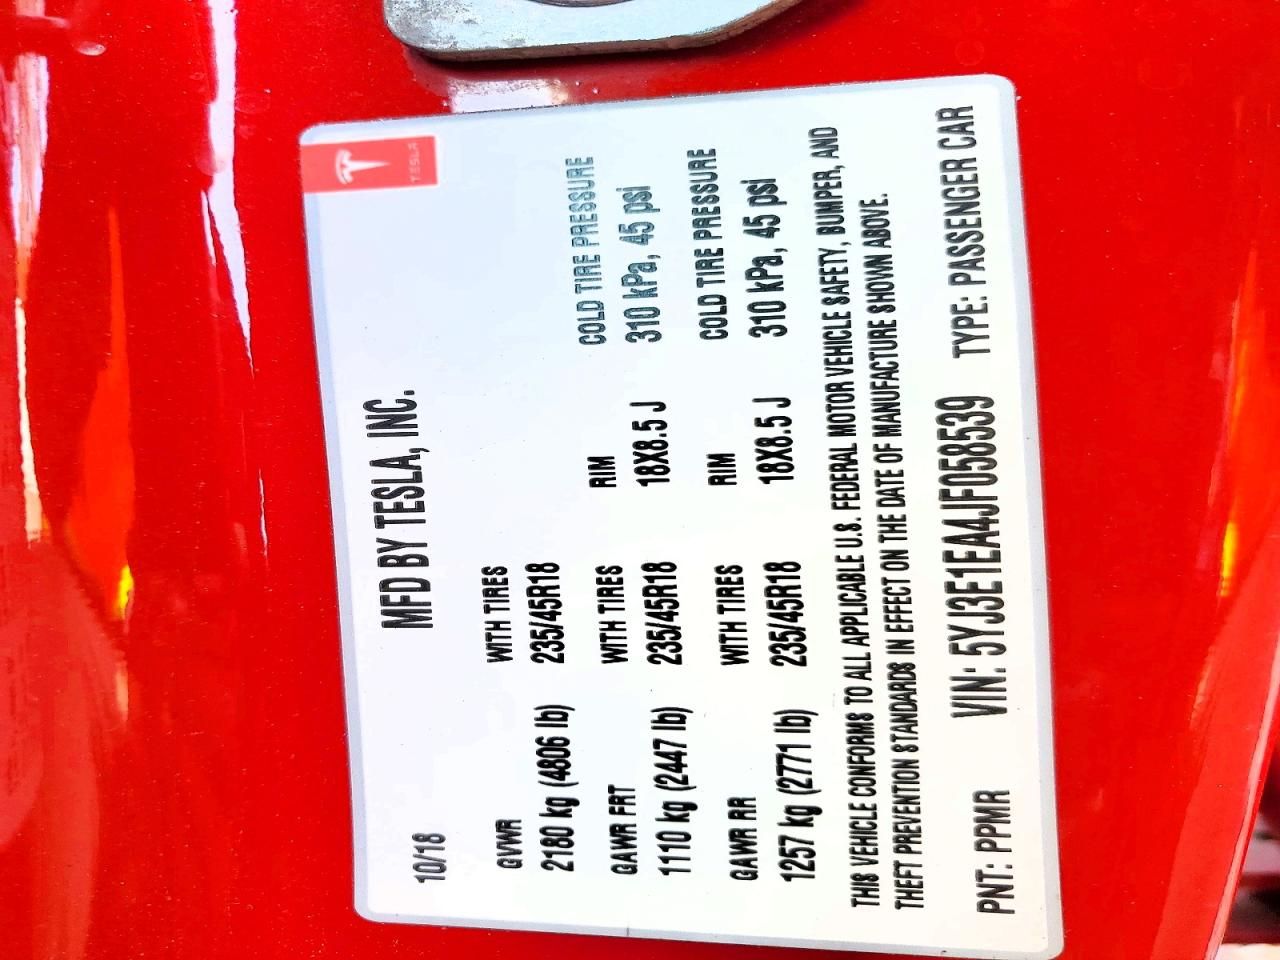 TESLA
10/18 MFD BY TESLA, INC.
GVWR WITH TIRES
2180 kg (4806 lb) 235/45R18
GAWR FRT WITH TIRES RIM COLD TIRE PRESSURE
1110 kg (2447 lb) 235/45R18 18X8.5 J 310 kPa, 45 psi
GAWR RR WITH TIRES RIM COLD TIRE PRESSURE
1257 kg (2771 lb) 235/45R18 18X8.5 J 310 kPa, 45 psi
THIS VEHICLE CONFORMS TO ALL APPLICABLE U.S. FEDERAL MOTOR VEHICLE SAFETY, BUMPER, AND
THEFT PREVENTION STANDARDS IN EFFECT ON THE DATE OF MANUFACTURE SHOWN ABOVE.
PNT: PPMR VIN: 5YJ3E1EA4JF058539 TYPE: PASSENGER CAR